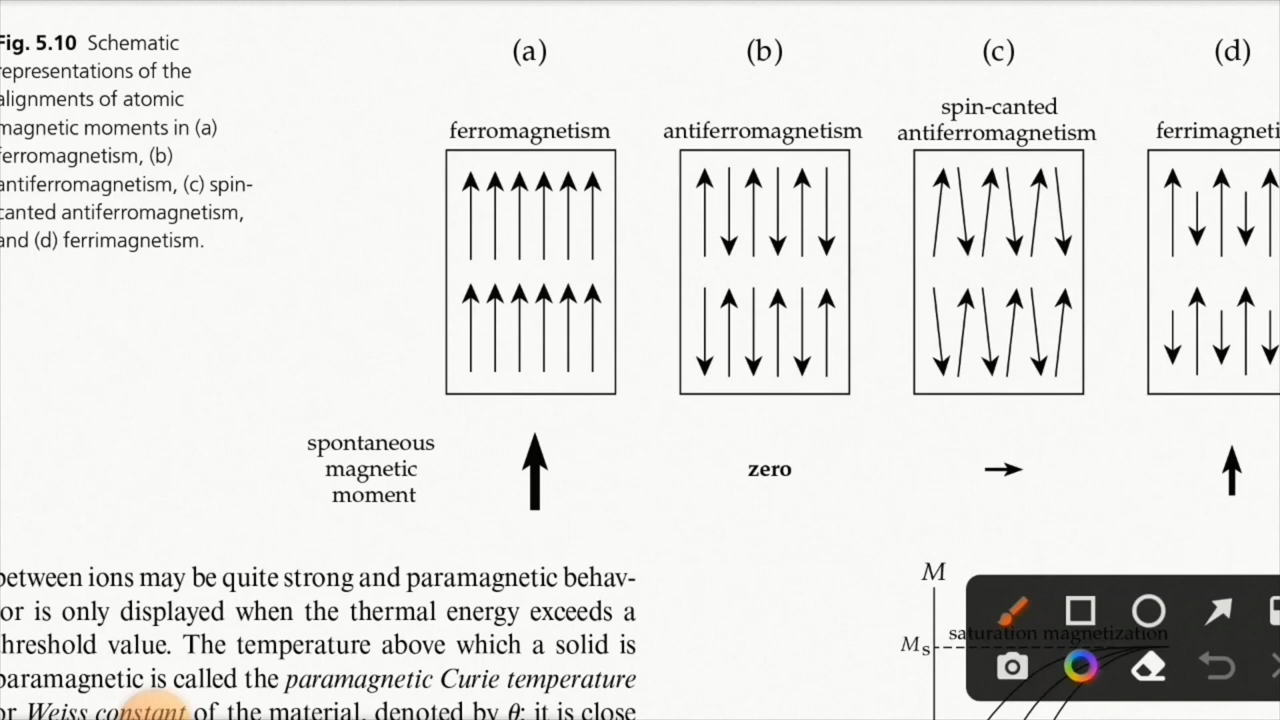 Fig. 5.10 Schematic
representations of the
alignments of atomic
magnetic moments in (a)
ferromagnetism, (b)
antiferromagnetism, (c) spin-
canted antiferromagnetism,
and (d) ferrimagnetism.
(a) (b) (c) (d)
ferromagnetism
antiferromagnetism
spin-canted
antiferromagnetism
ferrimagneti
spontaneous
magnetic
moment
zero
between ions may be quite strong and paramagnetic behav-
ior is only displayed when the thermal energy exceeds a
threshold value. The temperature above which a solid is
paramagnetic is called the paramagnetic Curie temperature
or Weiss constant of the material, denoted by θ; it is close
M
Ms
saturation magnetization